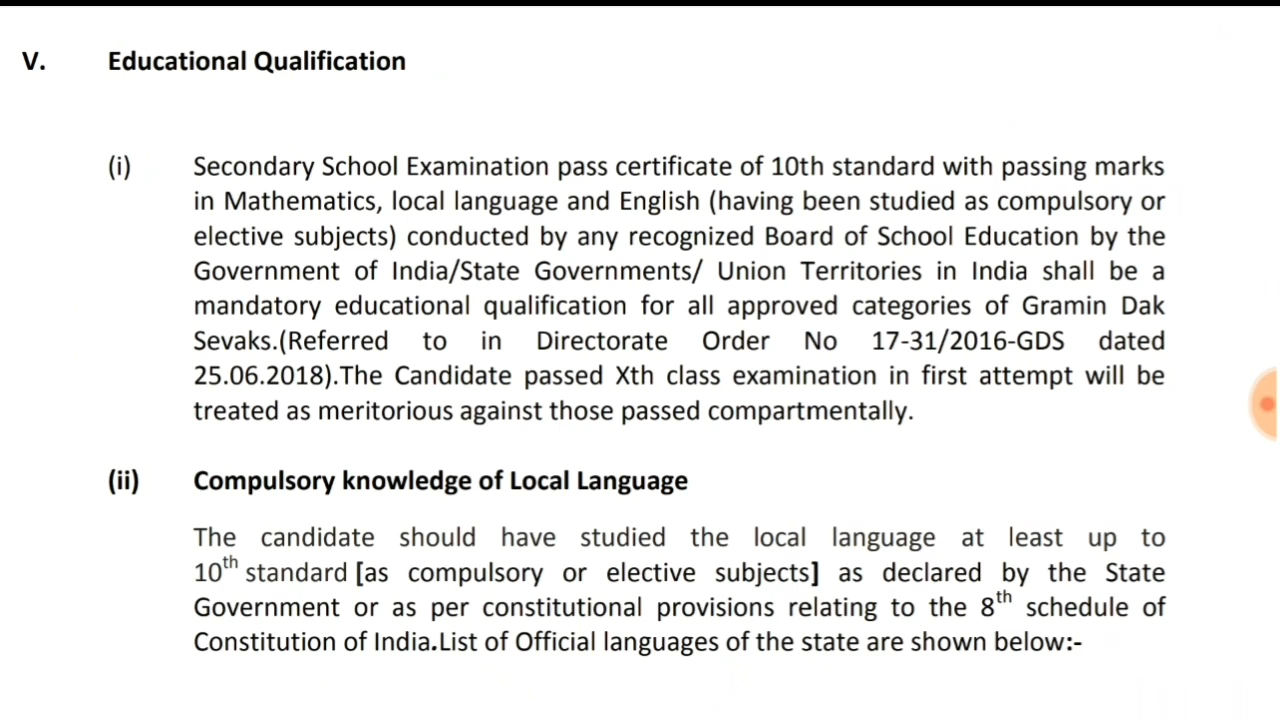 V. Educational Qualification
(i) Secondary School Examination pass certificate of 10th standard with passing marks
in Mathematics, local language and English (having been studied as compulsory or
elective subjects) conducted by any recognized Board of School Education by the
Government of India/State Governments/ Union Territories in India shall be a
mandatory educational qualification for all approved categories of Gramin Dak
Sevaks.(Referred to in Directorate Order No 17-31/2016-GDS dated
25.06.2018).The Candidate passed Xth class examination in first attempt will be
treated as meritorious against those passed compartmentally.
(ii) Compulsory knowledge of Local Language
The candidate should have studied the local language at least up to
10th standard [as compulsory or elective subjects] as declared by the State
Government or as per constitutional provisions relating to the 8th schedule of
Constitution of India.List of Official languages of the state are shown below:-